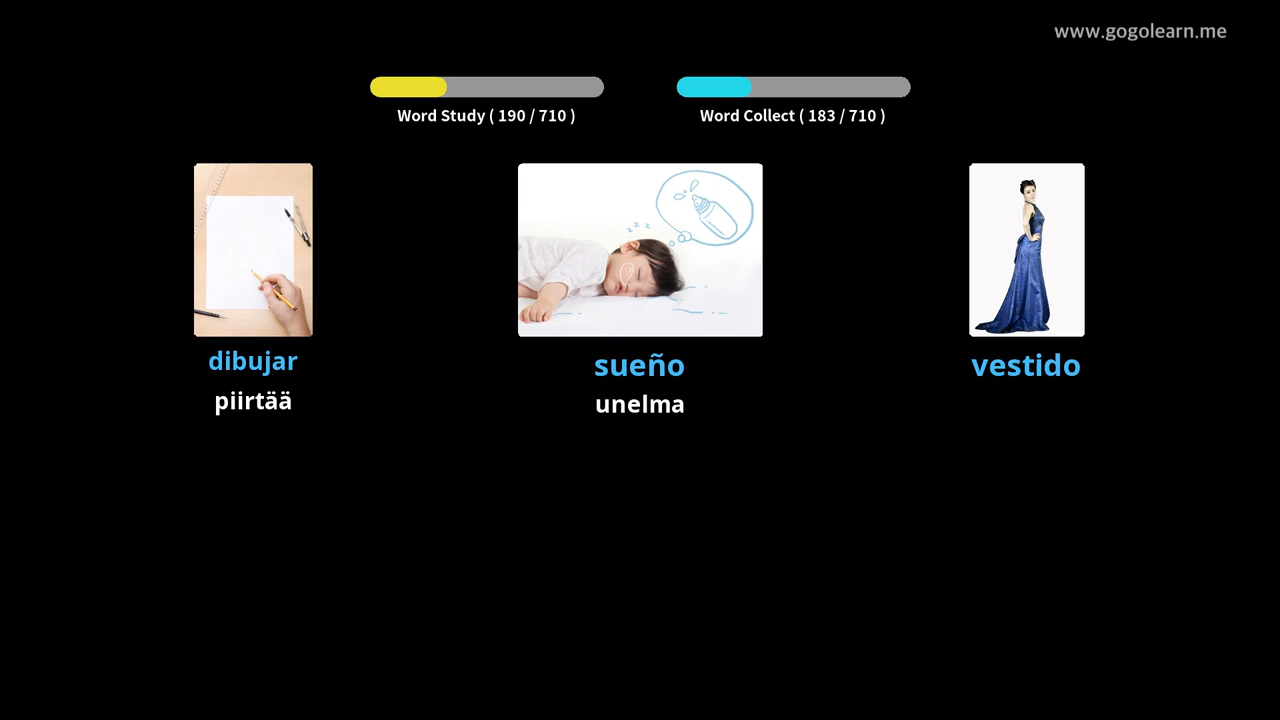 www.gogolearn.me
Word Study ( 190 / 710 )
Word Collect ( 183 / 710 )
dibujar
piirtää
sueño
unelma
vestido